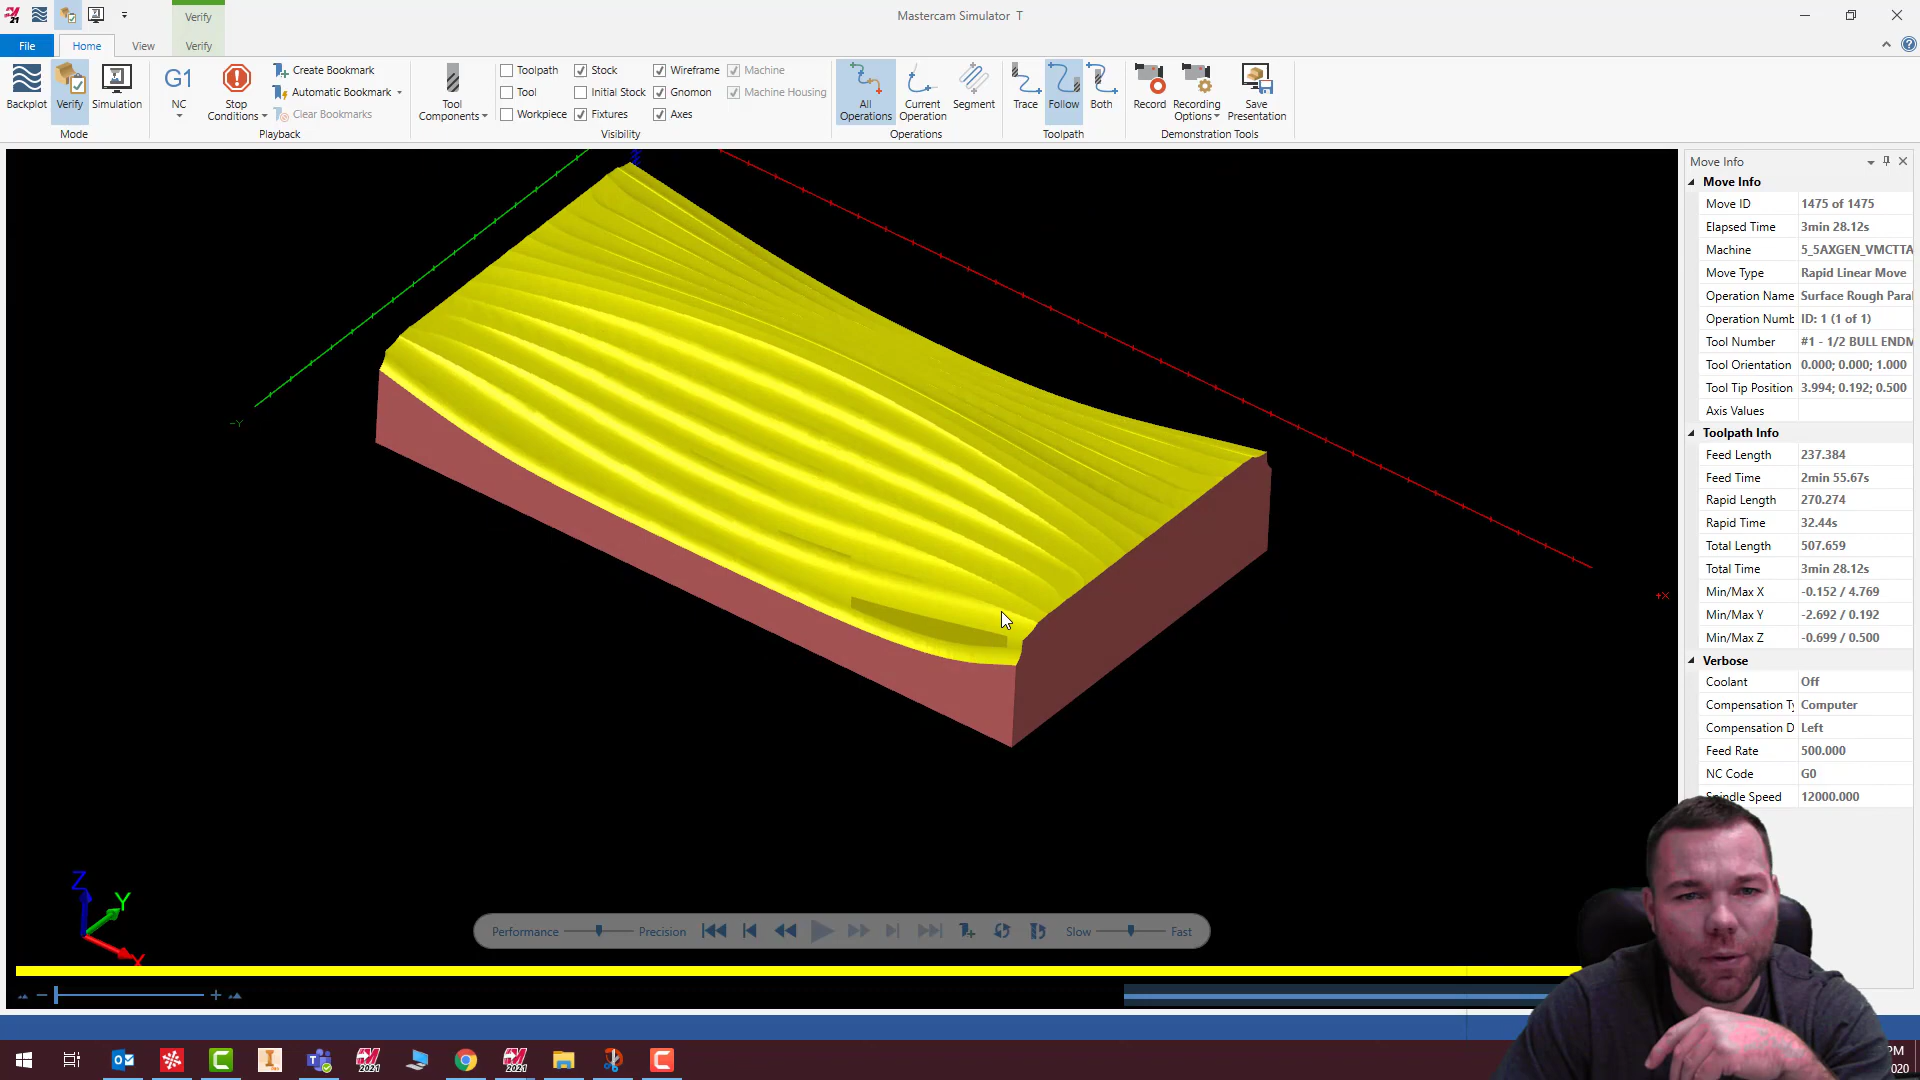 Mastercam Simulator T
Verify
File Home View Verify
Backplot Verify Simulation
Mode
G1
NC
Stop Conditions
Create Bookmark
Automatic Bookmark
Clear Bookmarks
Playback
Tool Components
Toolpath Stock Wireframe Machine
Tool Initial Stock Gnomon Machine Housing
Workpiece Fixtures Axes
Visibility
All Operations Current Operation Segment
Operations
Trace Follow Both
Toolpath
Record Recording Options Save Presentation
Demonstration Tools
-Y
+X
Z
Y
X
Performance Precision Slow Fast
Move Info
Move Info
Move ID 1475 of 1475
Elapsed Time 3min 28.12s
Machine 5_5AXGEN_VMCTTA
Move Type Rapid Linear Move
Operation Name Surface Rough Paral
Operation Numb ID: 1 (1 of 1)
Tool Number #1 - 1/2 BULL ENDM
Tool Orientation 0.000; 0.000; 1.000
Tool Tip Position 3.994; 0.192; 0.500
Axis Values
Toolpath Info
Feed Length 237.384
Feed Time 2min 55.67s
Rapid Length 270.274
Rapid Time 32.44s
Total Length 507.659
Total Time 3min 28.12s
Min/Max X -0.152 / 4.769
Min/Max Y -2.692 / 0.192
Min/Max Z -0.699 / 0.500
Verbose
Coolant Off
Compensation Ty Computer
Compensation D Left
Feed Rate 500.000
NC Code G0
Spindle Speed 12000.000
2021
2021
PM
020